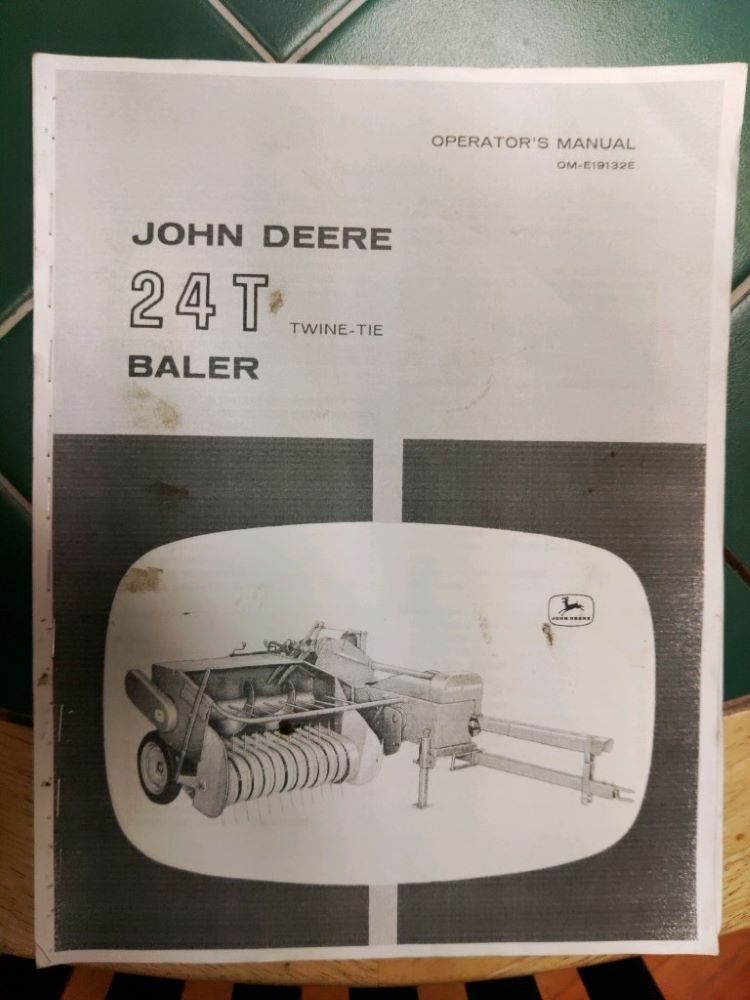 OPERATOR'S MANUAL
OM-E19132E
JOHN DEERE
24T TWINE-TIE
BALER
JOHN DEERE